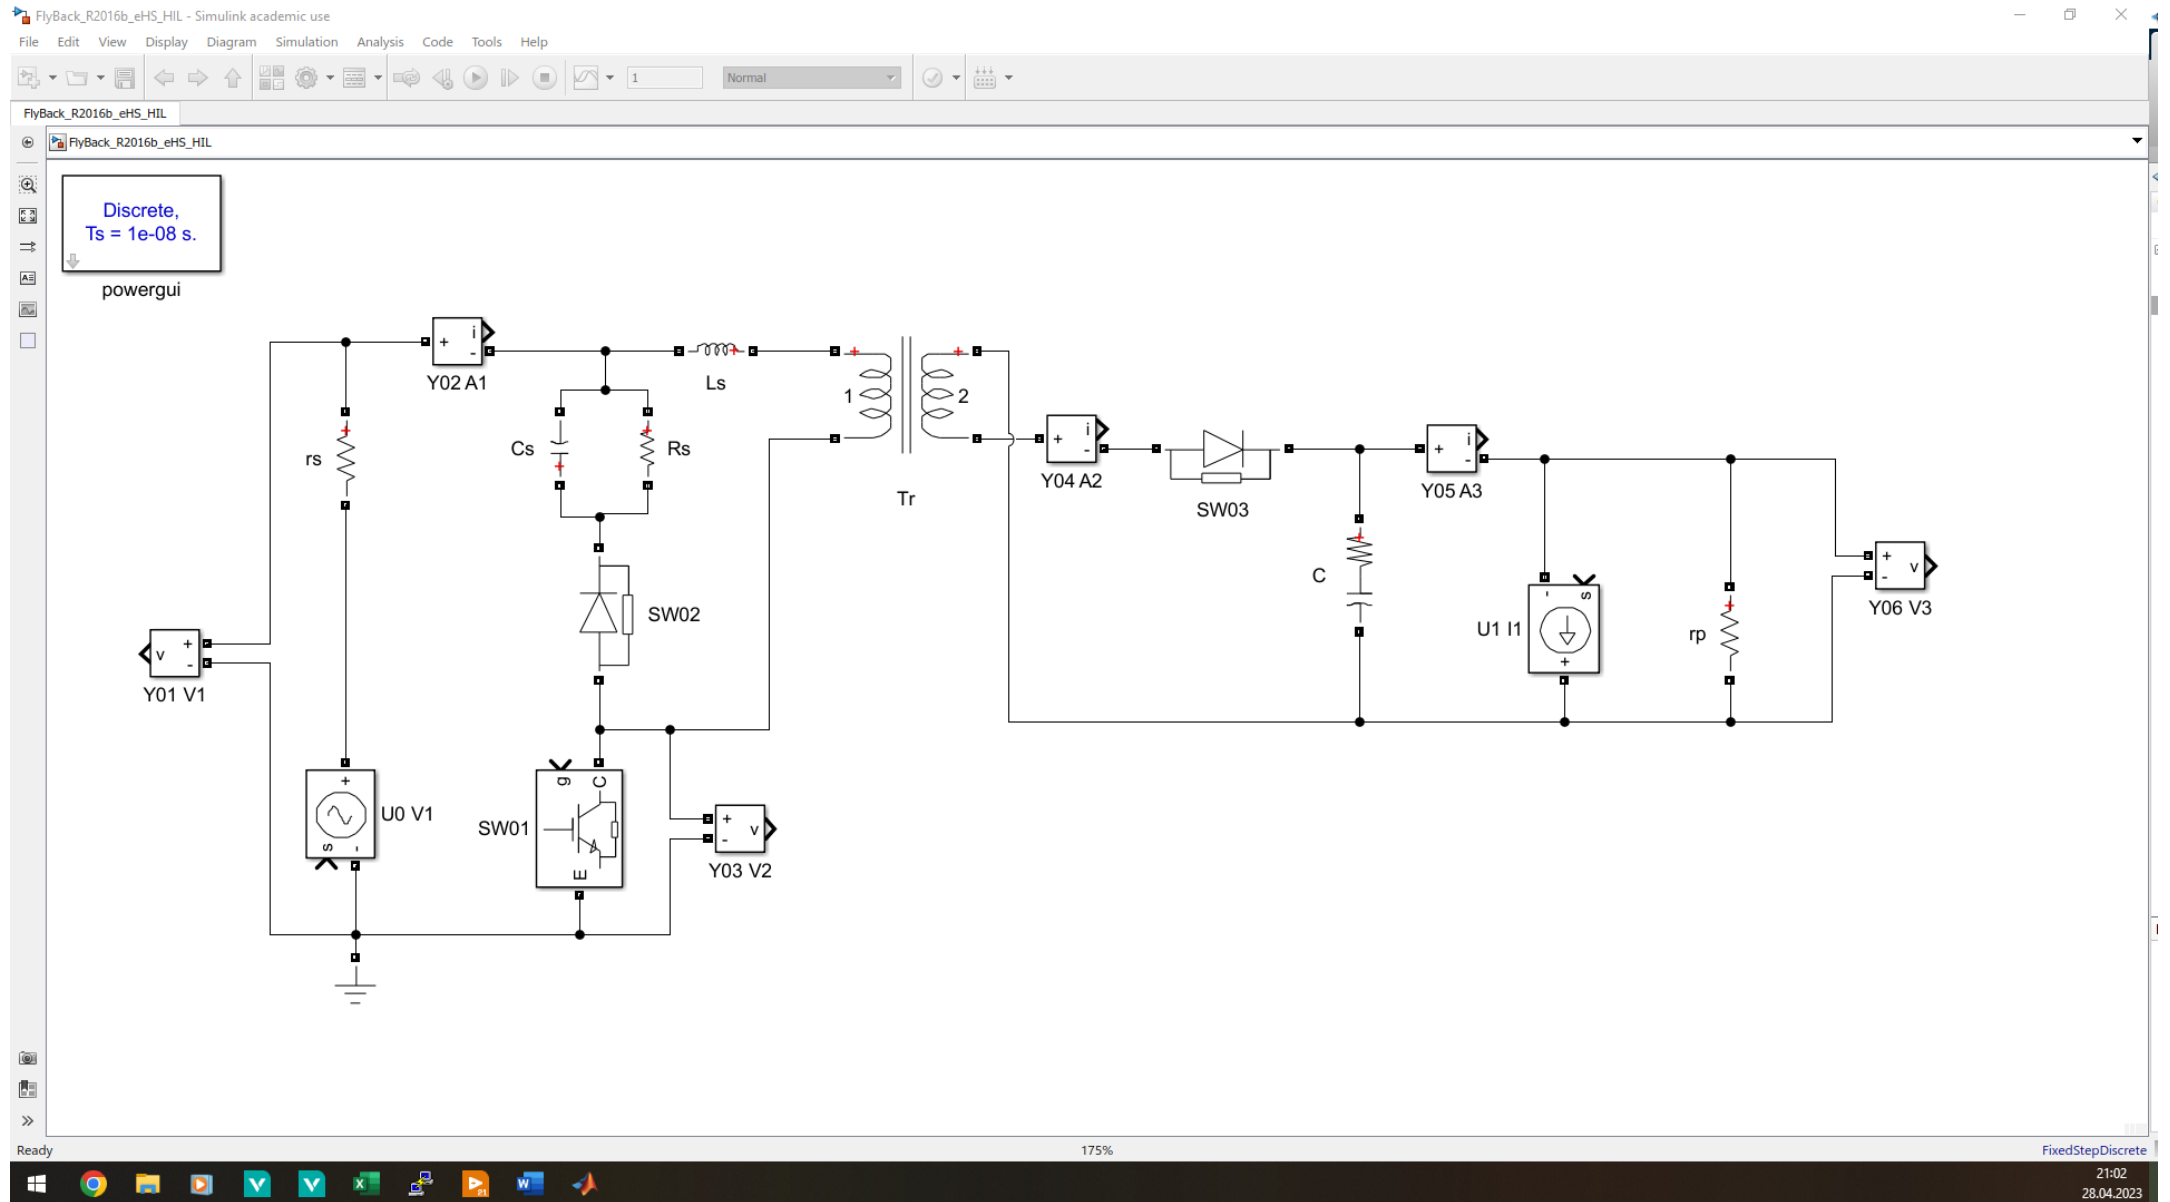 FlyBack_R2016b_eHS_HIL - Simulink academic use
File Edit View Display Diagram Simulation Analysis Code Tools Help
1
Normal
FlyBack_R2016b_eHS_HIL
FlyBack_R2016b_eHS_HIL
Discrete,
Ts = 1e-08 s.
powergui
+ i -
Y02 A1
Ls
rs
Cs
Rs
1
2
Tr
+ i -
Y04 A2
SW03
+ i -
Y05 A3
C
- s
+
U1 I1
rp
+ v -
Y06 V3
SW02
v + -
Y01 V1
+
s -
U0 V1
g C
E
SW01
+ v -
Y03 V2
Ready
175%
FixedStepDiscrete
21:02
28.04.2023